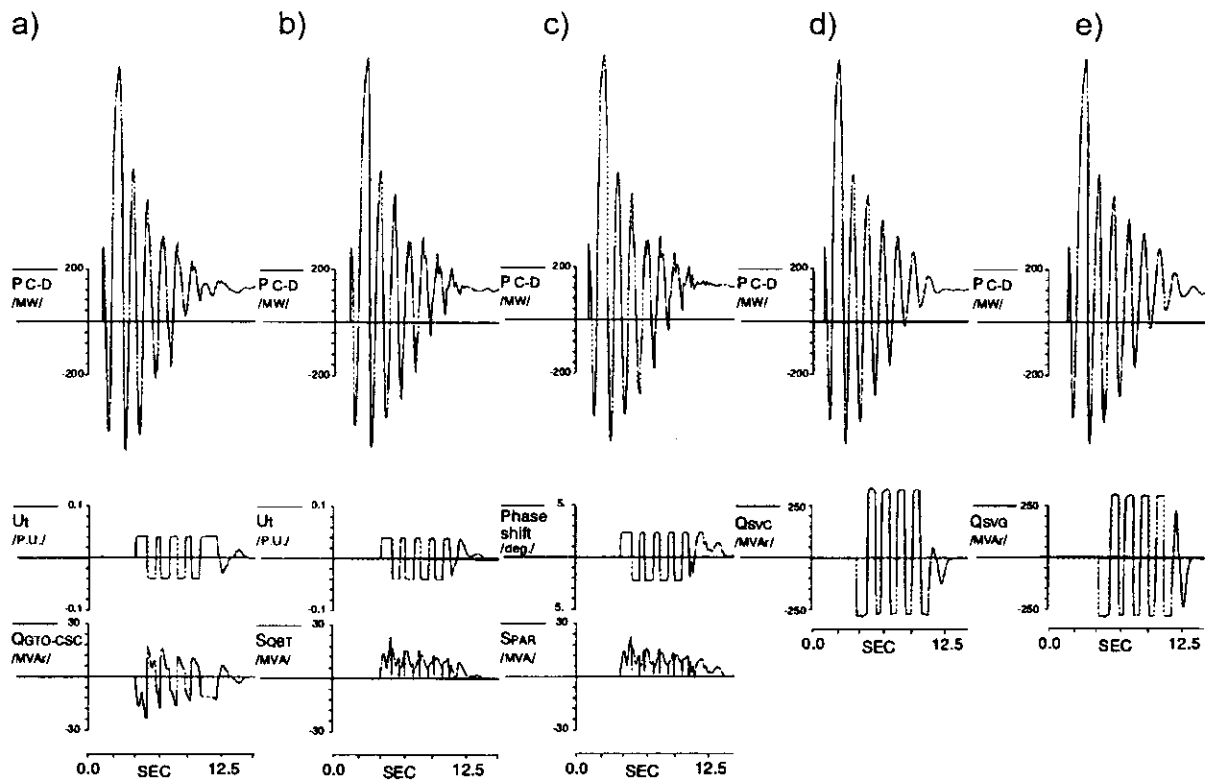 a)
b)
c)
d)
e)
200
P C-D
/MW/
-200
200
P C-D
/MW/
-200
200
P C-D
/MW/
-200
200
P C-D
/MW/
-200
200
P C-D
/MW/
-200
0.1
Ut
/P.U./
-0.1
0.1
Ut
/P.U./
-0.1
5.
Phase
shift
/deg./
5.
250
QSVC
/MVAr/
-250
0.0 SEC 12.5
250
QSVG
/MVAr/
-250
0.0 SEC 12.5
30
QGTO-CSC
/MVAr/
-30
0.0 SEC 12.5
30
SQBT
/MVA/
-30
0.0 SEC 12.5
30
SPAR
/MVA/
-30
0.0 SEC 12.5